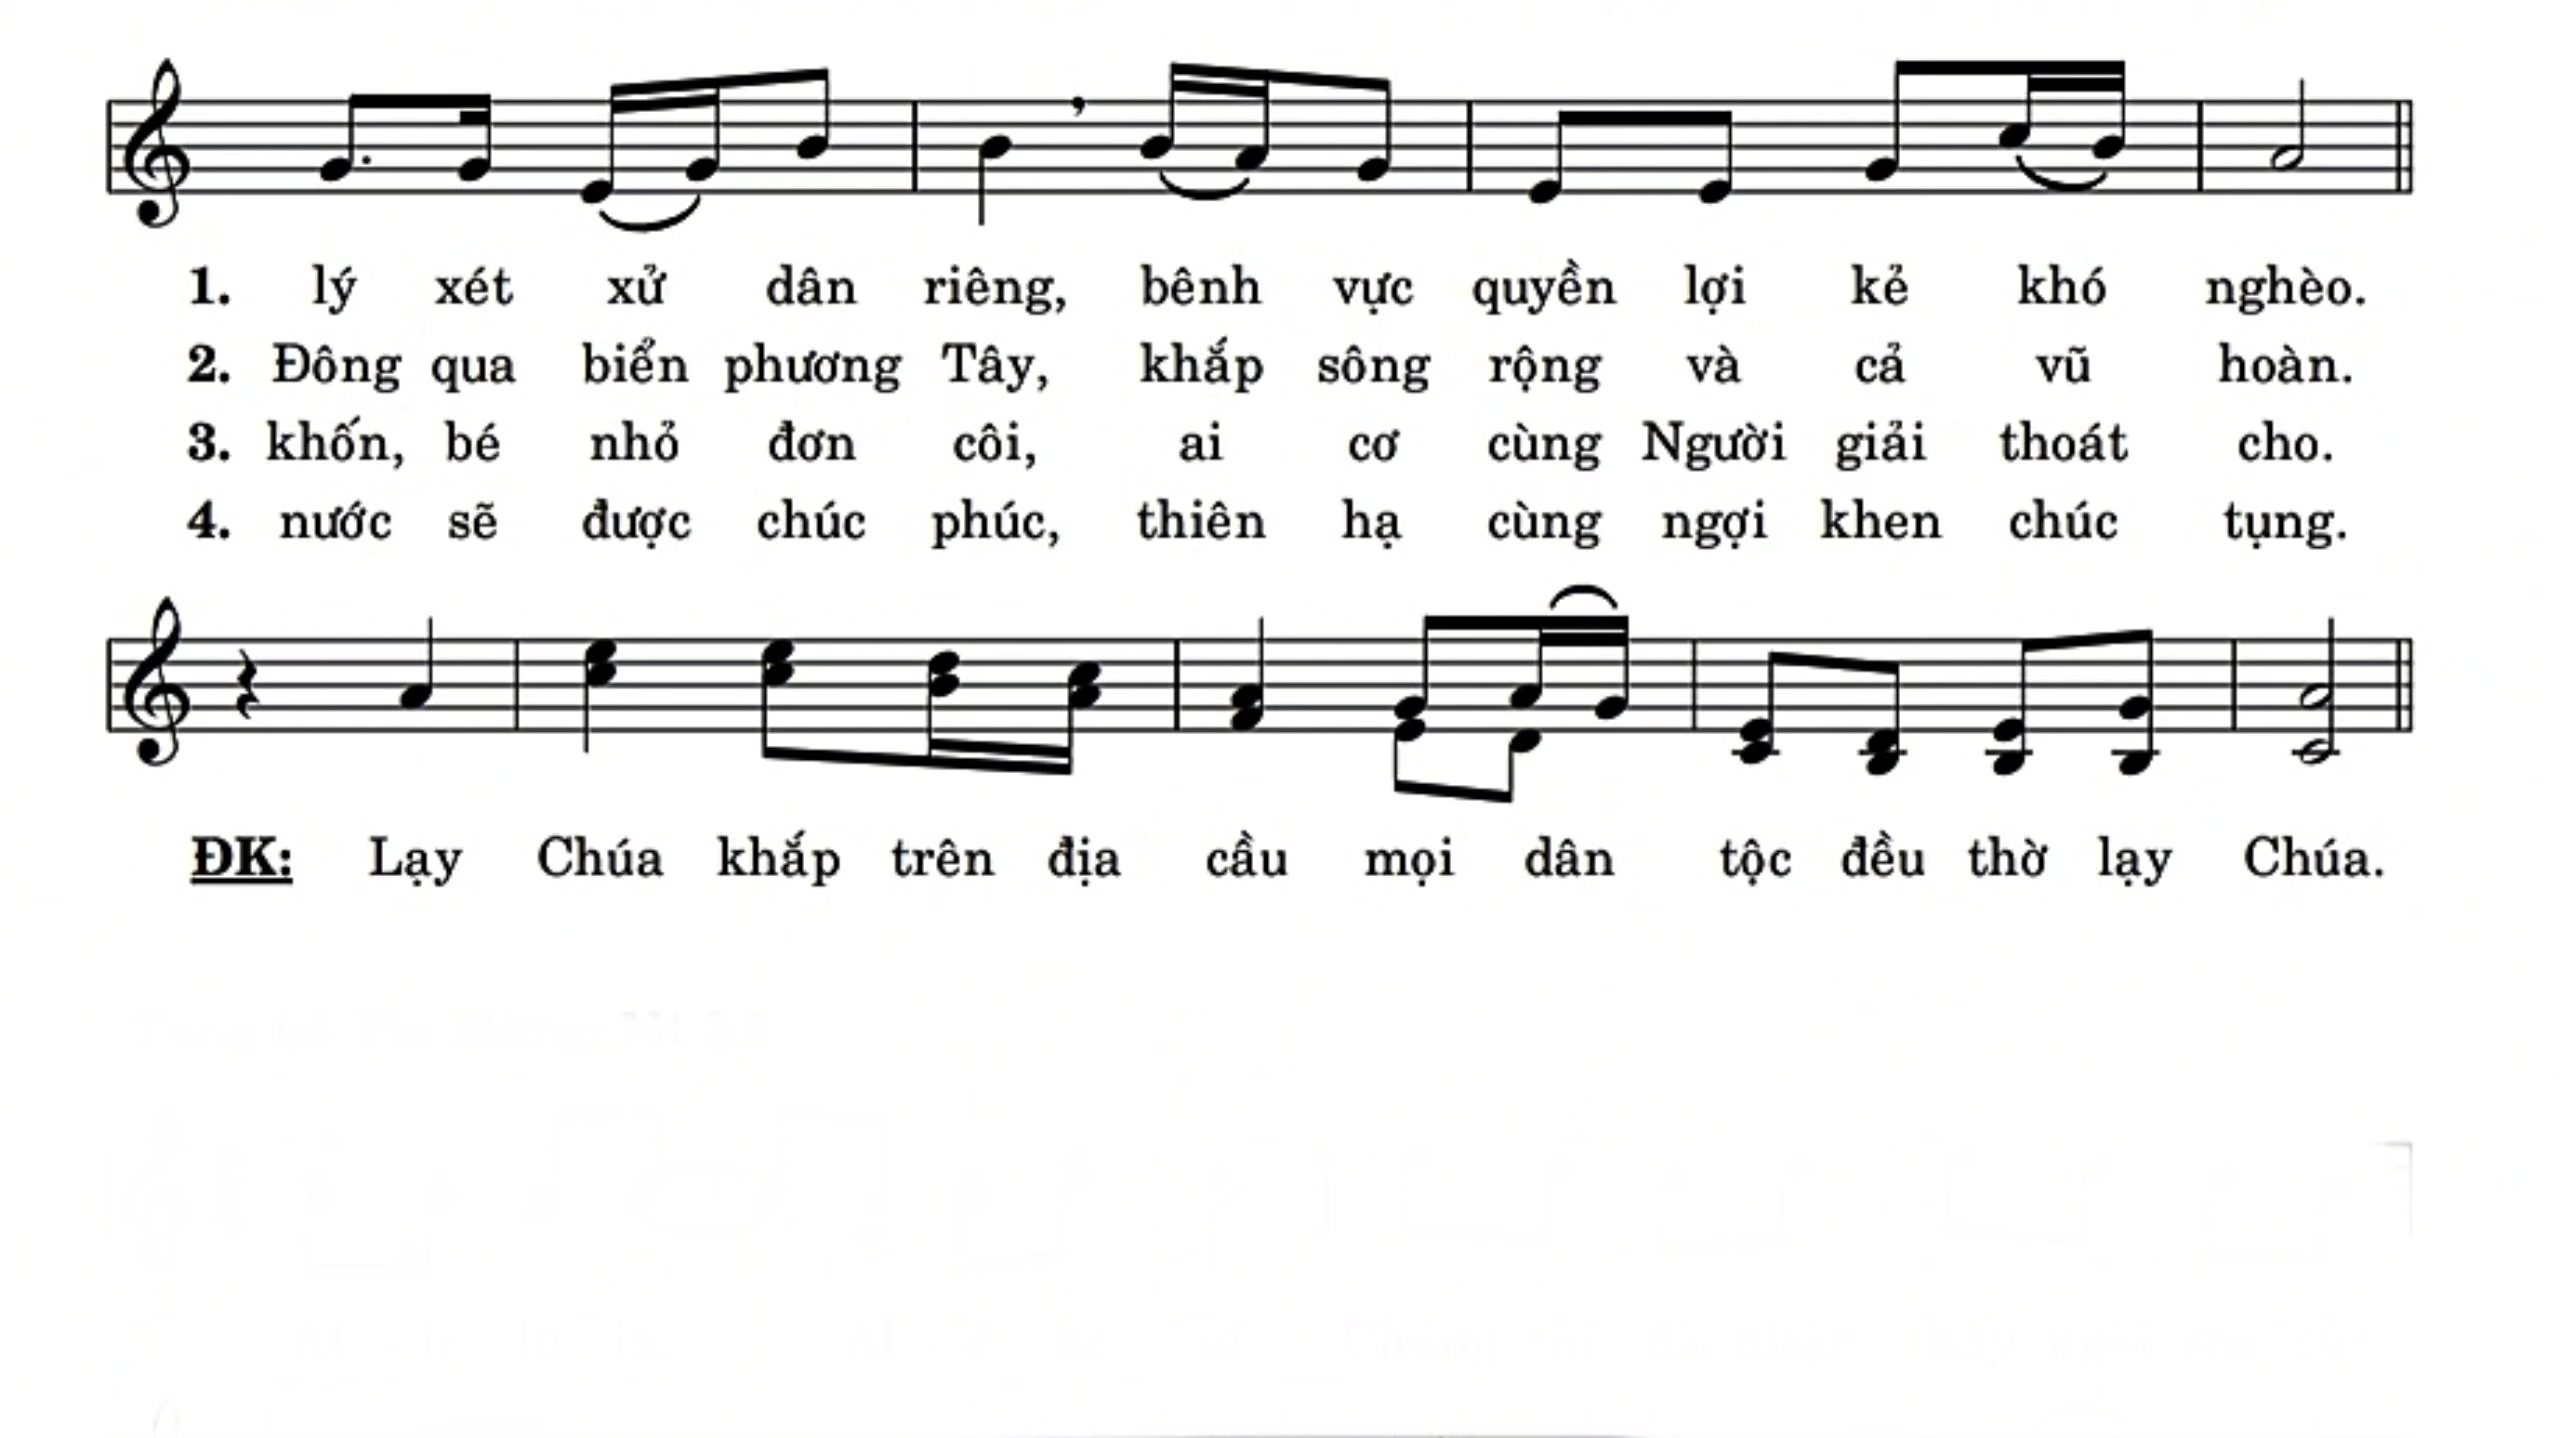 1. lý xét xử dân riêng, bênh vực quyền lợi kẻ khó nghèo.
2. Đông qua biển phương Tây, khắp sông rộng và cả vũ hoàn.
3. khốn, bé nhỏ đơn côi, ai cơ cùng Người giải thoát cho.
4. nước sẽ được chúc phúc, thiên hạ cùng ngợi khen chúc tụng.
ĐK: Lạy Chúa khắp trên địa cầu mọi dân tộc đều thờ lạy Chúa.